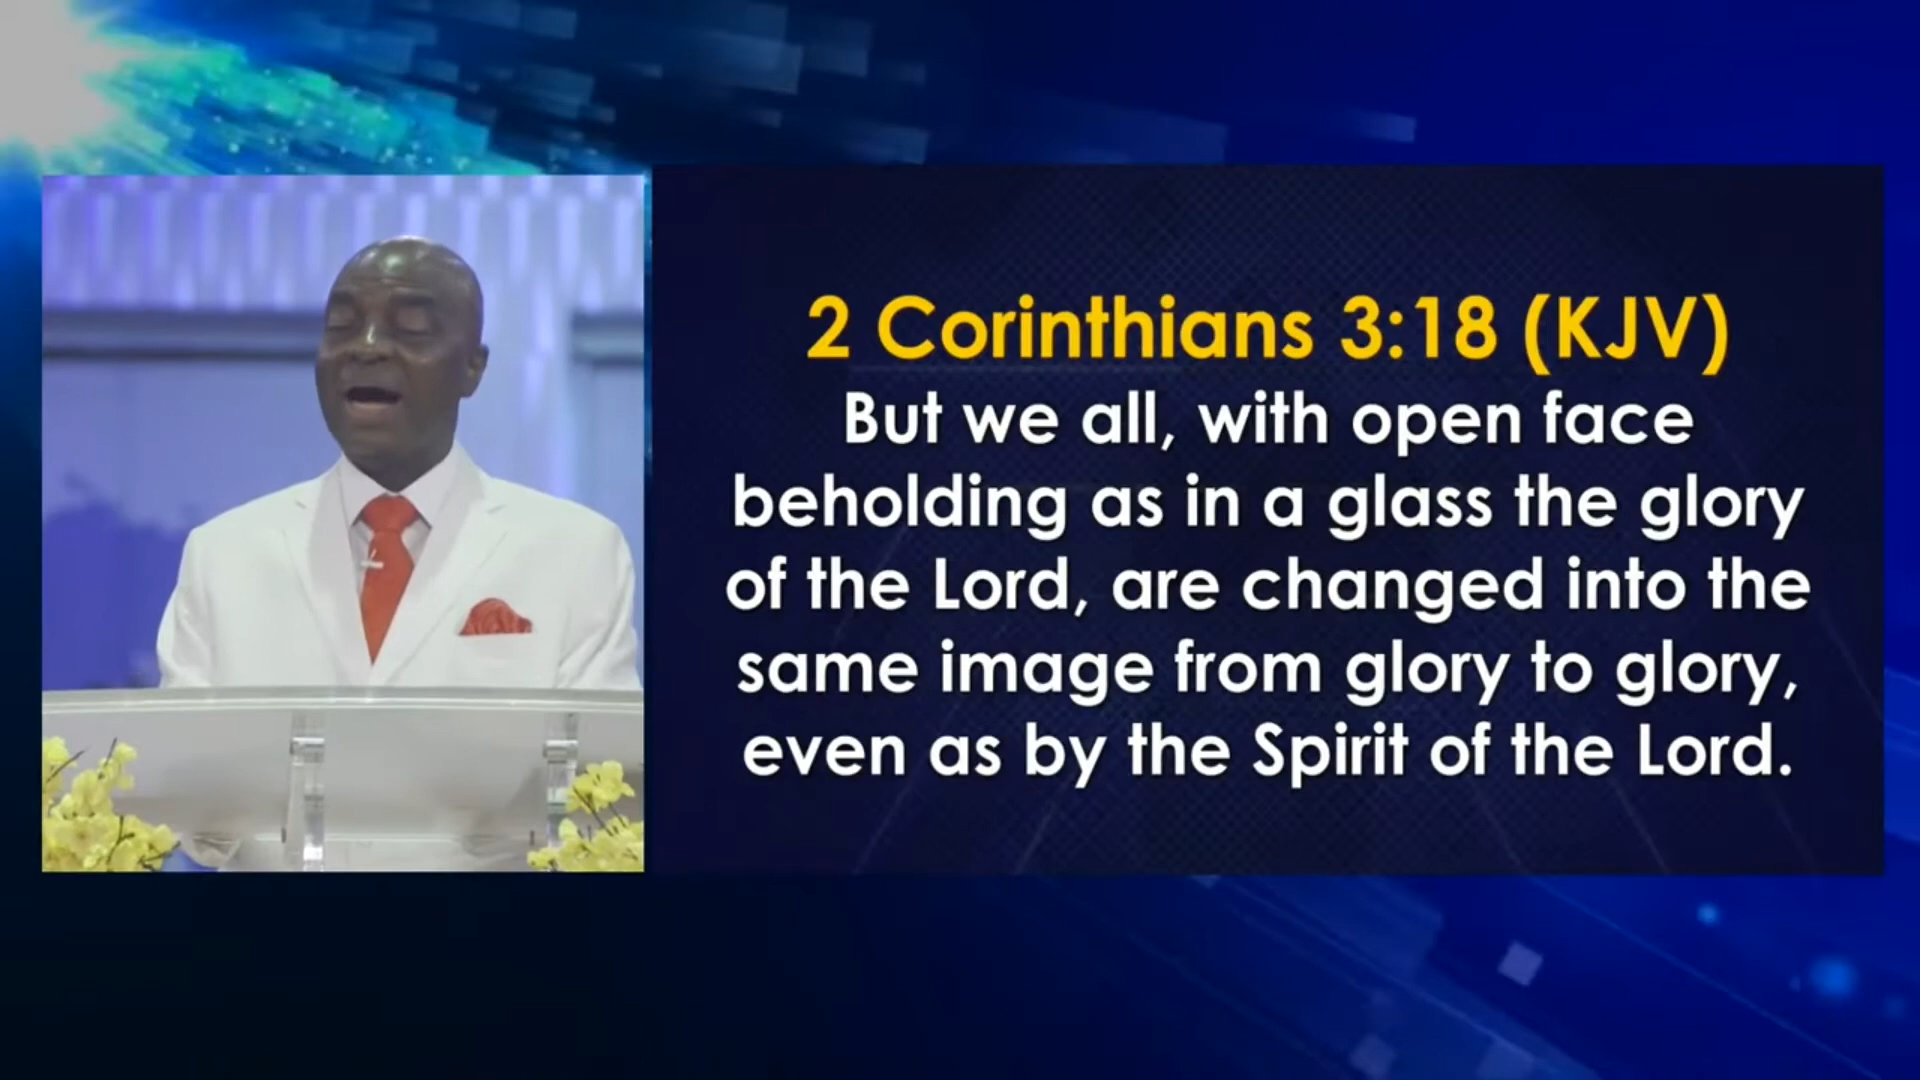 2 Corinthians 3:18 (KJV)
But we all, with open face
beholding as in a glass the glory
of the Lord, are changed into the
same image from glory to glory,
even as by the Spirit of the Lord.